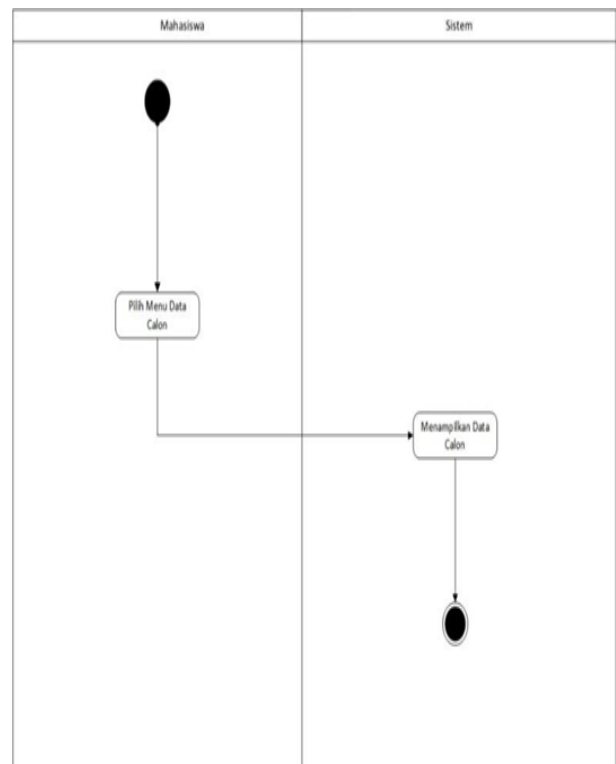 Mahasiswa
Sistem
Pilih Menu Data
Calon
Menampilkan Data
Calon